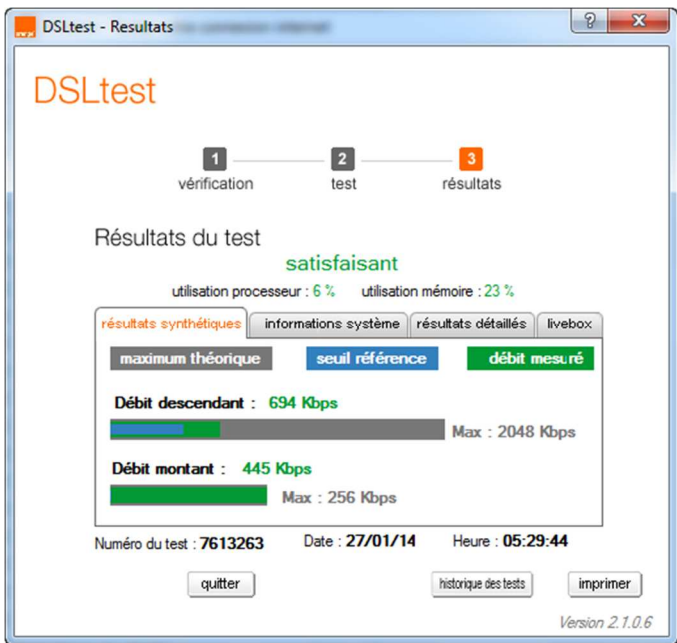 DSLtest - Resultats
DSLtest
1 2 3
vérification test résultats
Résultats du test
satisfaisant
utilisation processeur : 6 % utilisation mémoire : 23 %
résultats synthétiques informations système résultats détaillés livebox
maximum théorique seuil référence débit mesuré
Débit descendant : 694 Kbps
Max : 2048 Kbps
Débit montant : 445 Kbps
Max : 256 Kbps
Numéro du test : 7613263 Date : 27/01/14 Heure : 05:29:44
quitter historique des tests imprimer
Version 2.1.0.6